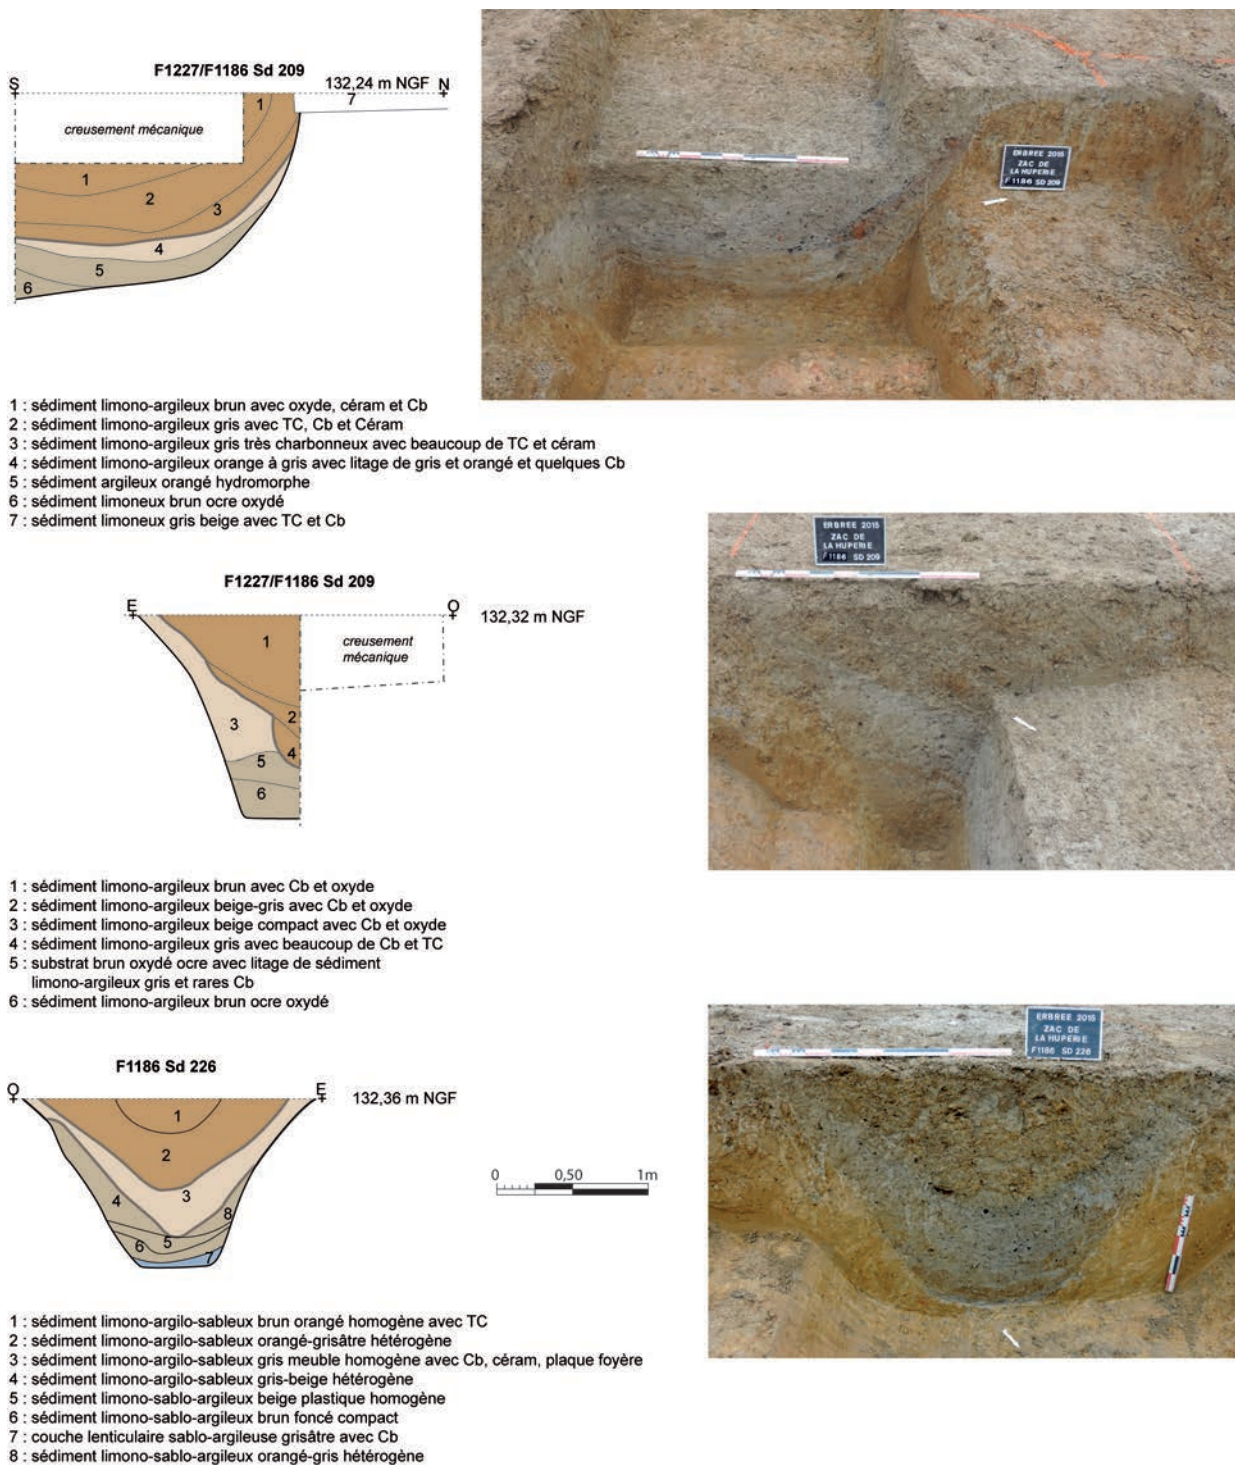 F1227/F1186 Sd 209
S
132,24 m NGF
N
7
1
creusement mécanique
1
2
3
4
5
6
ERBREE 2015
ZAC DE
LA HUPERIE
F1186 SD 209
1 : sédiment limono-argileux brun avec oxyde, céram et Cb
2 : sédiment limono-argileux gris avec TC, Cb et Céram
3 : sédiment limono-argileux gris très charbonneux avec beaucoup de TC et céram
4 : sédiment limono-argileux orange à gris avec litage de gris et orangé et quelques Cb
5 : sédiment argileux orangé hydromorphe
6 : sédiment limoneux brun ocre oxydé
7 : sédiment limoneux gris beige avec TC et Cb
F1227/F1186 Sd 209
E
O
132,32 m NGF
1
creusement
mécanique
2
3
4
5
6
ERBREE 2015
ZAC DE
LA HUPERIE
F1186 SD 209
1 : sédiment limono-argileux brun avec Cb et oxyde
2 : sédiment limono-argileux beige-gris avec Cb et oxyde
3 : sédiment limono-argileux beige compact avec Cb et oxyde
4 : sédiment limono-argileux gris avec beaucoup de Cb et TC
5 : substrat brun oxydé ocre avec litage de sédiment
limono-argileux gris et rares Cb
6 : sédiment limono-argileux brun ocre oxydé
F1186 Sd 226
O
E
132,36 m NGF
1
2
3
4
8
5
6
7
0
0,50
1m
ERBREE 2015
ZAC DE
LA HUPERIE
F1186 SD 226
1 : sédiment limono-argilo-sableux brun orangé homogène avec TC
2 : sédiment limono-argilo-sableux orangé-grisâtre hétérogène
3 : sédiment limono-argilo-sableux gris meuble homogène avec Cb, céram, plaque foyère
4 : sédiment limono-argilo-sableux gris-beige hétérogène
5 : sédiment limono-sablo-argileux beige plastique homogène
6 : sédiment limono-sablo-argileux brun foncé compact
7 : couche lenticulaire sablo-argileuse grisâtre avec Cb
8 : sédiment limono-sablo-argileux orangé-gris hétérogène